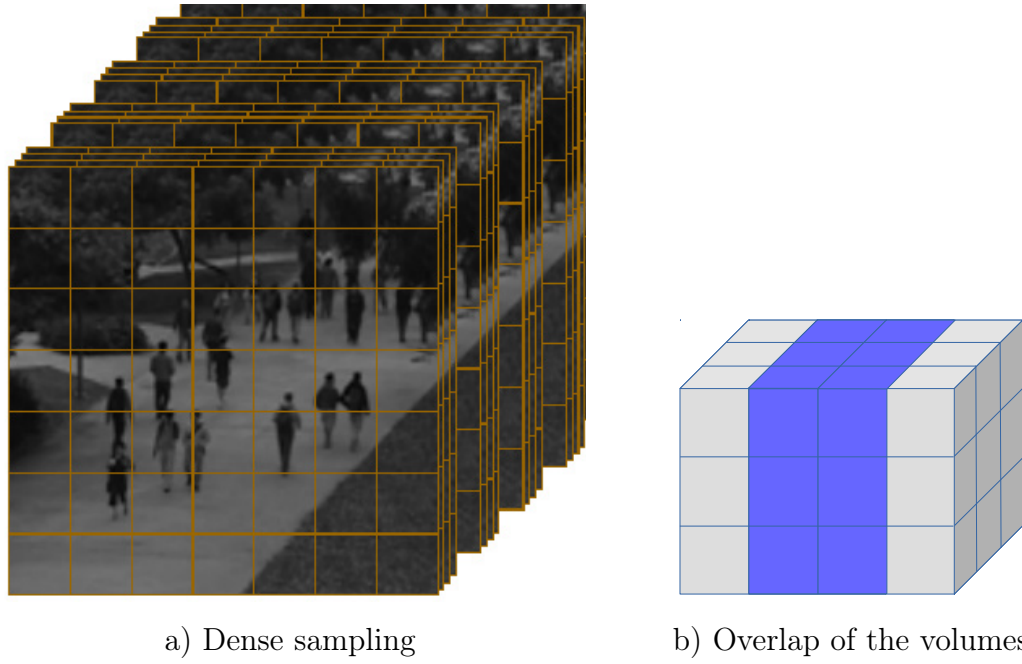 a) Dense sampling
b) Overlap of the volumes